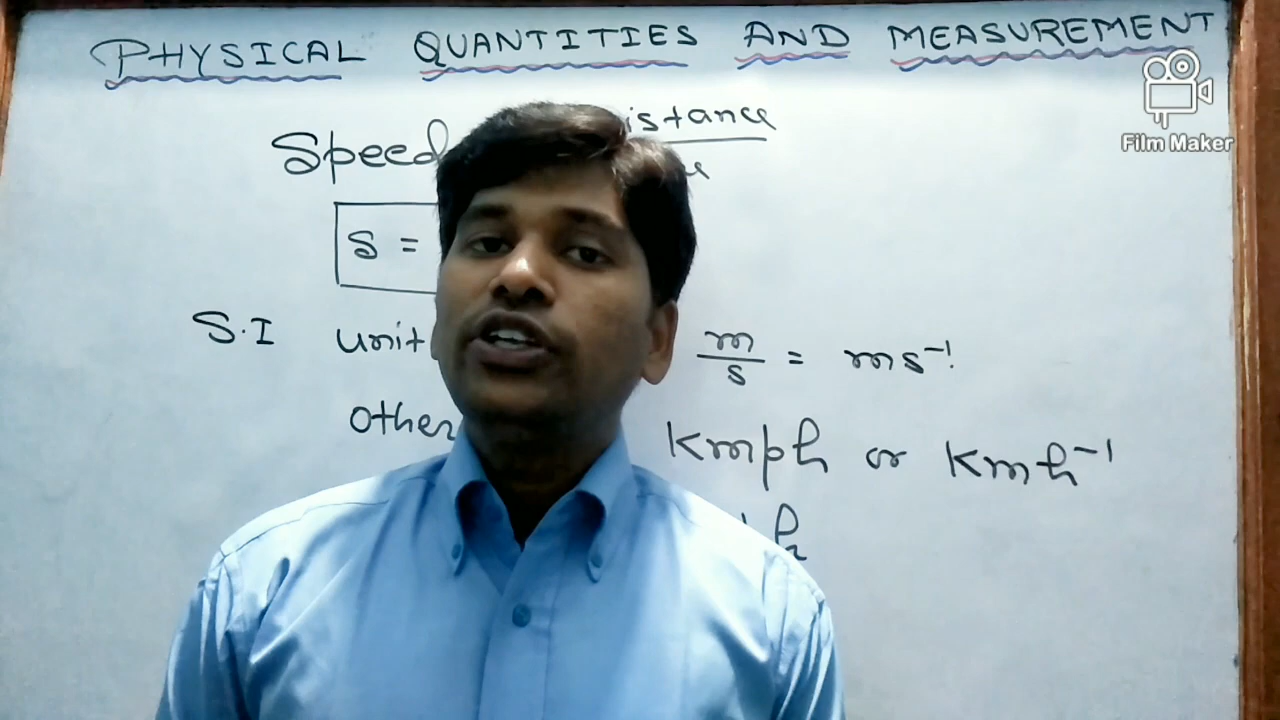 PHYSICAL QUANTITIES AND MEASUREMENT
Film Maker
Speed istance
s =
S.I unit m/s = ms⁻¹
Other Kmph or Kmh⁻¹
h